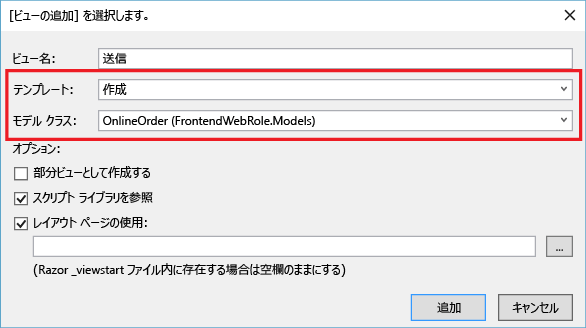 [ビューの追加] を選択します。
ビュー名: 送信
テンプレート: 作成
モデル クラス: OnlineOrder (FrontendWebRole.Models)
オプション:
部分ビューとして作成する
スクリプト ライブラリを参照
レイアウト ページの使用:
...
(Razor _viewstart ファイル内に存在する場合は空欄のままにする)
追加 キャンセル